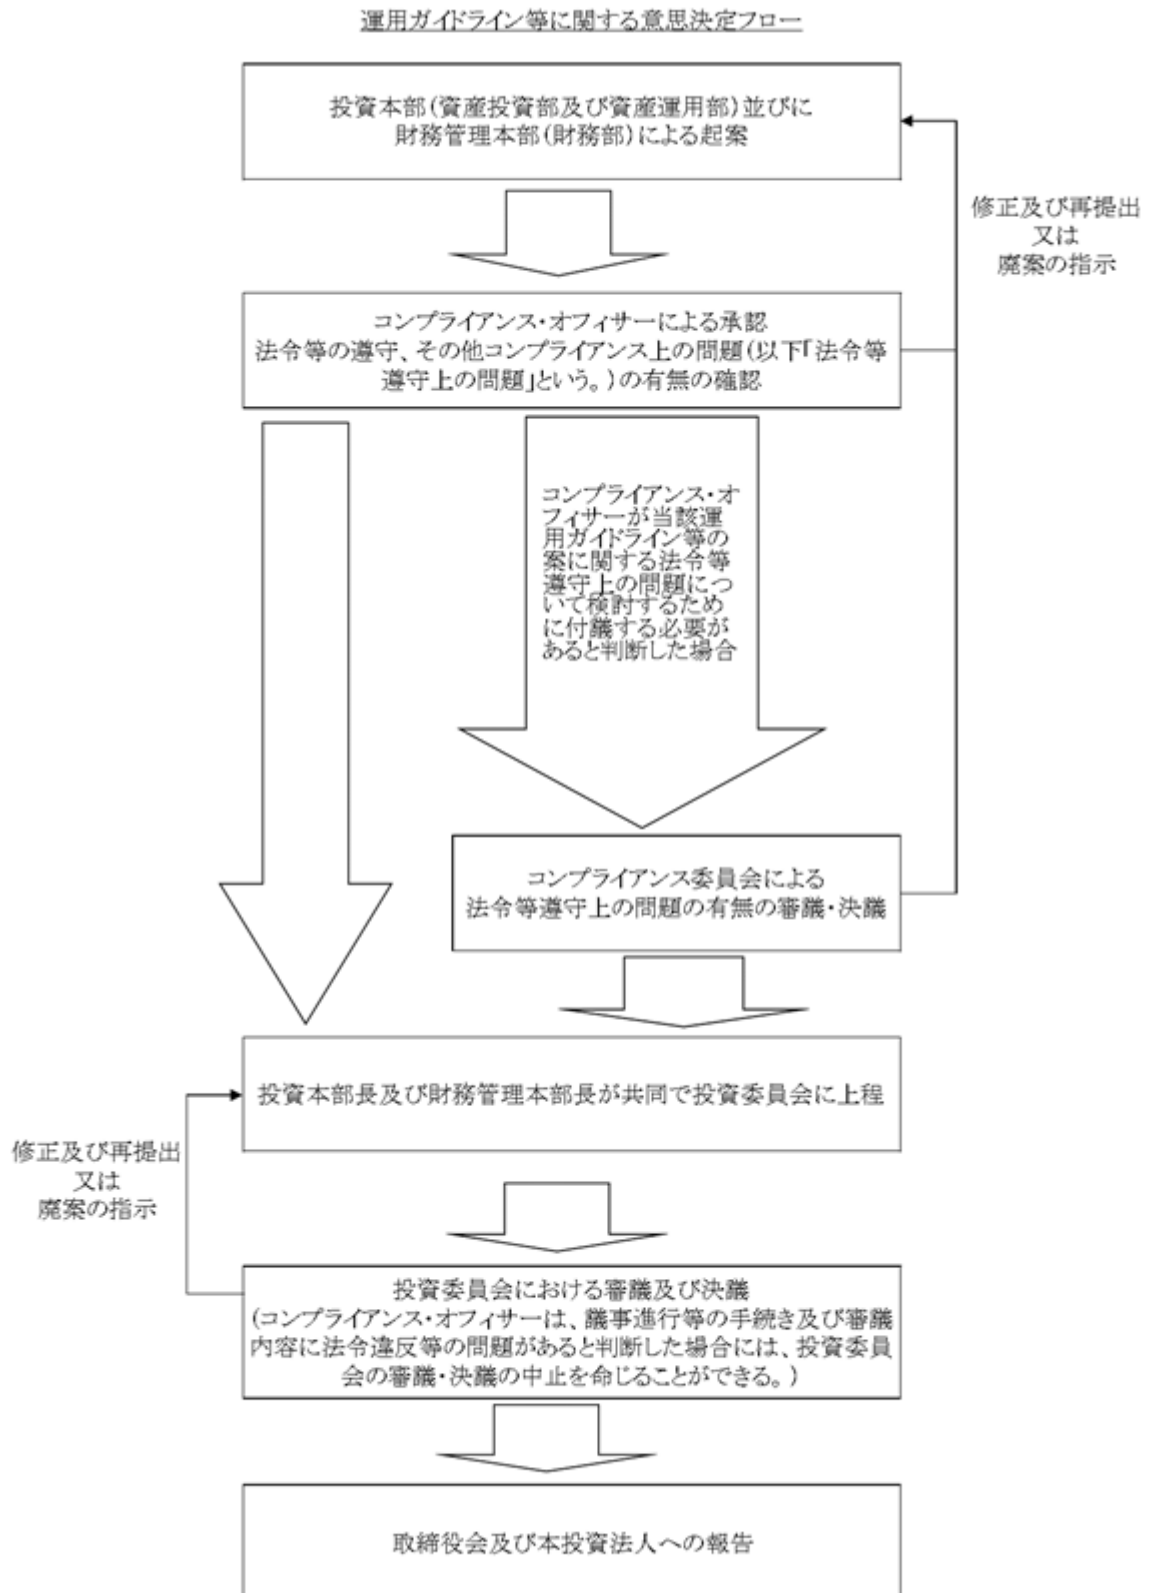 運用ガイドライン等に関する意思決定フロー
投資本部（資産投資部及び資産運用部）並びに
財務管理本部（財務部）による起案
修正及び再提出
又は
廃案の指示
コンプライアンス・オフィサーによる承認
法令等の遵守、その他コンプライアンス上の問題（以下「法令等
遵守上の問題」という。）の有無の確認
コンプライアンス・オ
フィサーが当該運
用ガイドライン等の
案に関する法令等
遵守上の問題につ
いて検討するため
に付議する必要が
あると判断した場合
コンプライアンス委員会による
法令等遵守上の問題の有無の審議・決議
投資本部長及び財務管理本部長が共同で投資委員会に上程
修正及び再提出
又は
廃案の指示
投資委員会における審議及び決議
（コンプライアンス・オフィサーは、議事進行等の手続き及び審議
内容に法令違反等の問題があると判断した場合には、投資委員
会の審議・決議の中止を命じることができる。）
取締役会及び本投資法人への報告